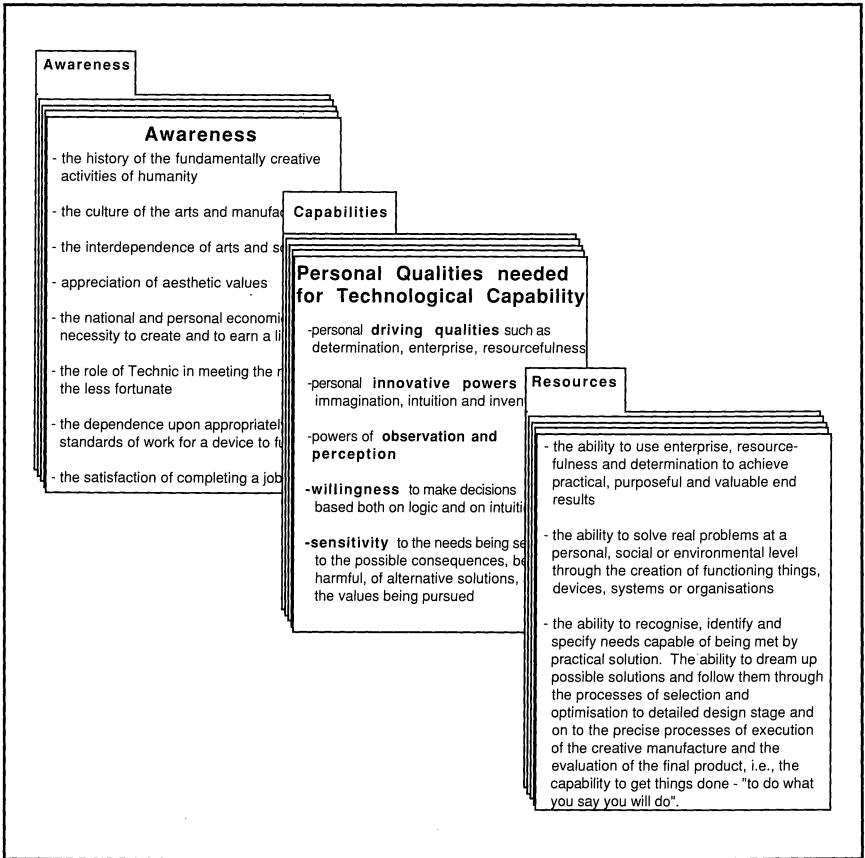 Awareness
Awareness
- the history of the fundamentally creative
activities of humanity
- the culture of the arts and
- the interdependence of arts and
- appreciation of aesthetic values
- the national and personal
necessity to create and to earn a
- the role of Technic in meeting the
the less fortunate
- the dependence upon
standards of work for a device to
- the satisfaction of completing a job
Capabilities
Personal Qualities needed
for Technological Capability
-personal driving qualities such as
determination, enterprise, resourcefulness
-personal innovative powers
immagination, intuition and
-powers of observation and
perception
-willingness to make decisions
based both on logic and on
-sensitivity to the needs being
to the possible consequences,
harmful, of alternative solutions,
the values being pursued
Resources
- the ability to use enterprise, resource-
fulness and determination to achieve
practical, purposeful and valuable end
results
- the ability to solve real problems at a
personal, social or environmental level
through the creation of functioning things,
devices, systems or organisations
- the ability to recognise, identify and
specify needs capable of being met by
practical solution. The ability to dream up
possible solutions and follow them through
the processes of selection and
optimisation to detailed design stage and
on to the precise processes of execution
of the creative manufacture and the
evaluation of the final product, i.e., the
capability to get things done - "to do what
you say you will do".